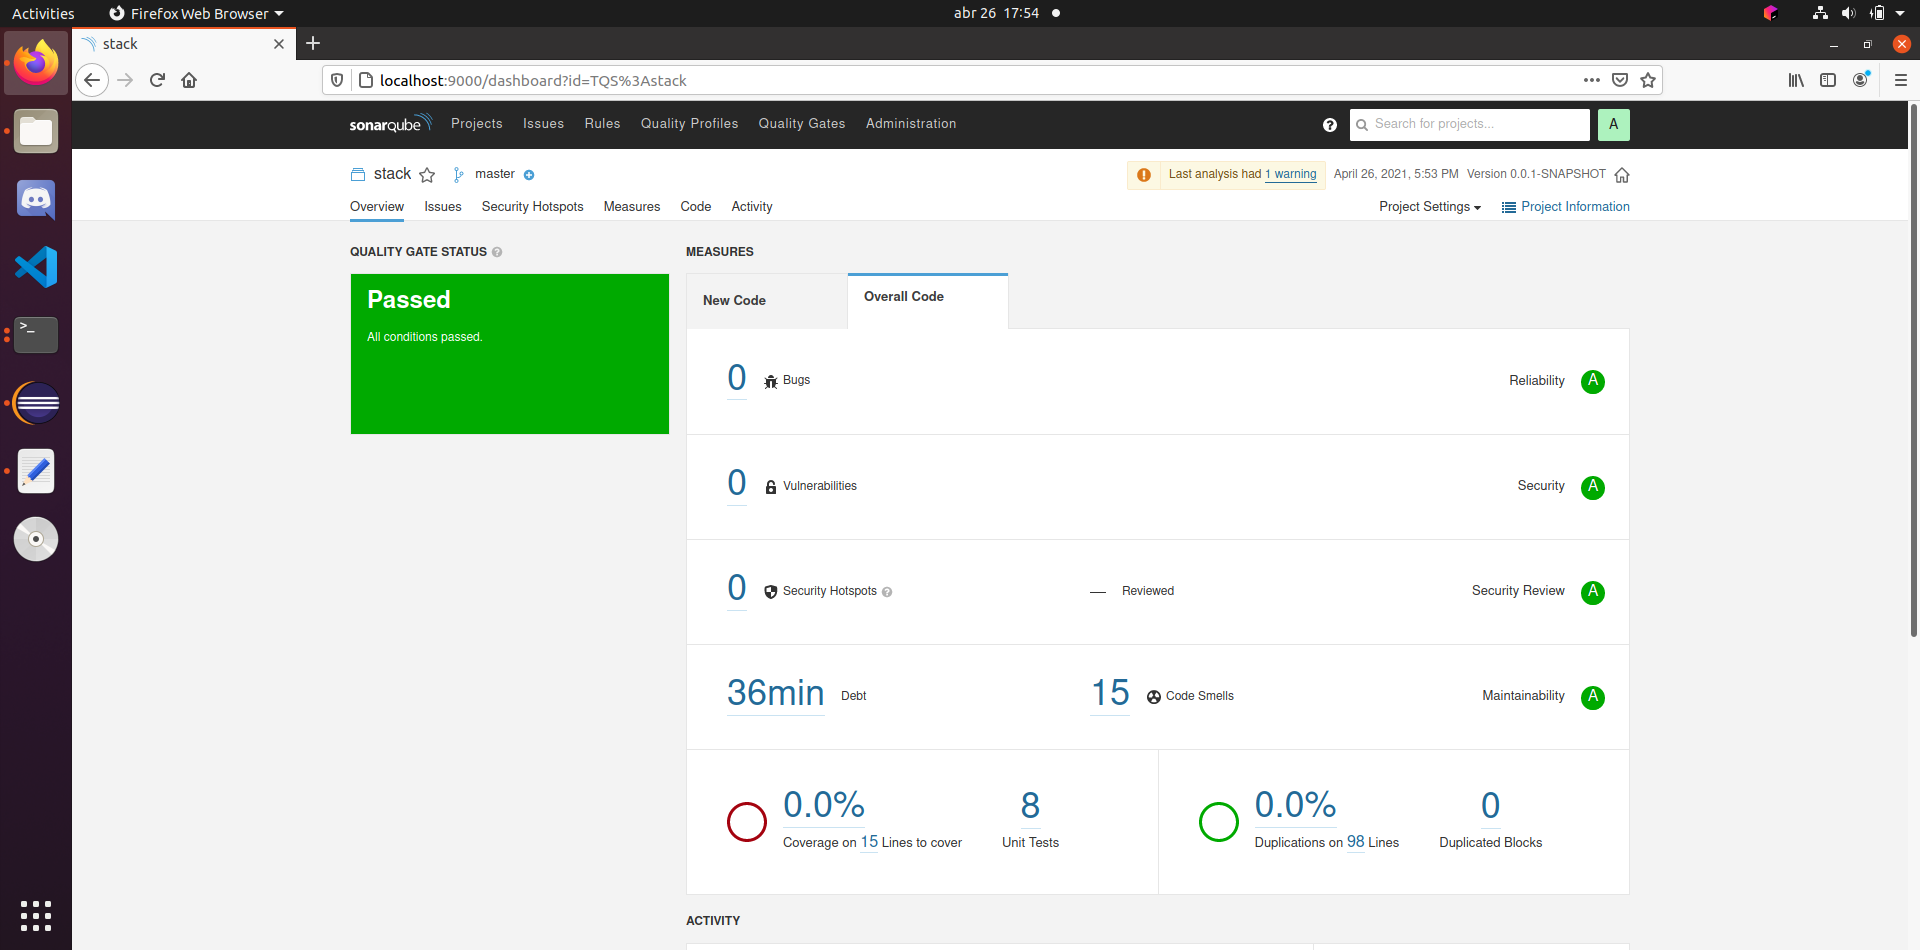 Activities Firefox Web Browser abr 26 17:54
stack
localhost:9000/dashboard?id=TQS%3Astack
sonarqube Projects Issues Rules Quality Profiles Quality Gates Administration ? Search for projects... A
stack master ! Last analysis had 1 warning April 26, 2021, 5:53 PM Version 0.0.1-SNAPSHOT
Overview Issues Security Hotspots Measures Code Activity Project Settings Project Information
QUALITY GATE STATUS ? MEASURES
Passed
All conditions passed.
New Code Overall Code
0 Bugs Reliability A
0 Vulnerabilities Security A
0 Security Hotspots ? — Reviewed Security Review A
36min Debt 15 Code Smells Maintainability A
0.0% 8 0.0% 0
Coverage on 15 Lines to cover Unit Tests Duplications on 98 Lines Duplicated Blocks
ACTIVITY